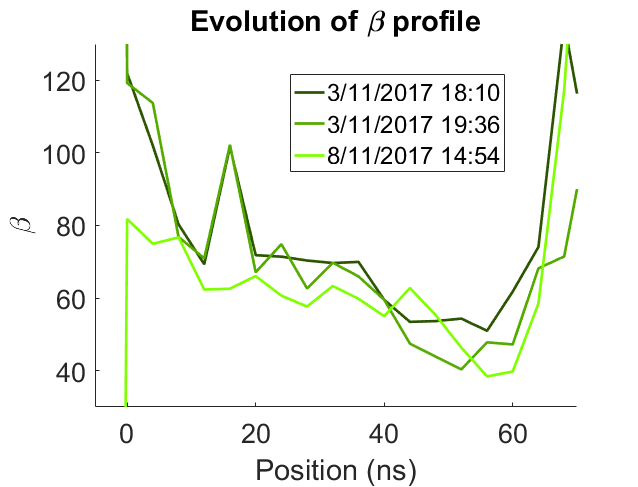 Evolution of β profile
120
100
80
60
40
β
3/11/2017 18:10
3/11/2017 19:36
8/11/2017 14:54
0 20 40 60
Position (ns)